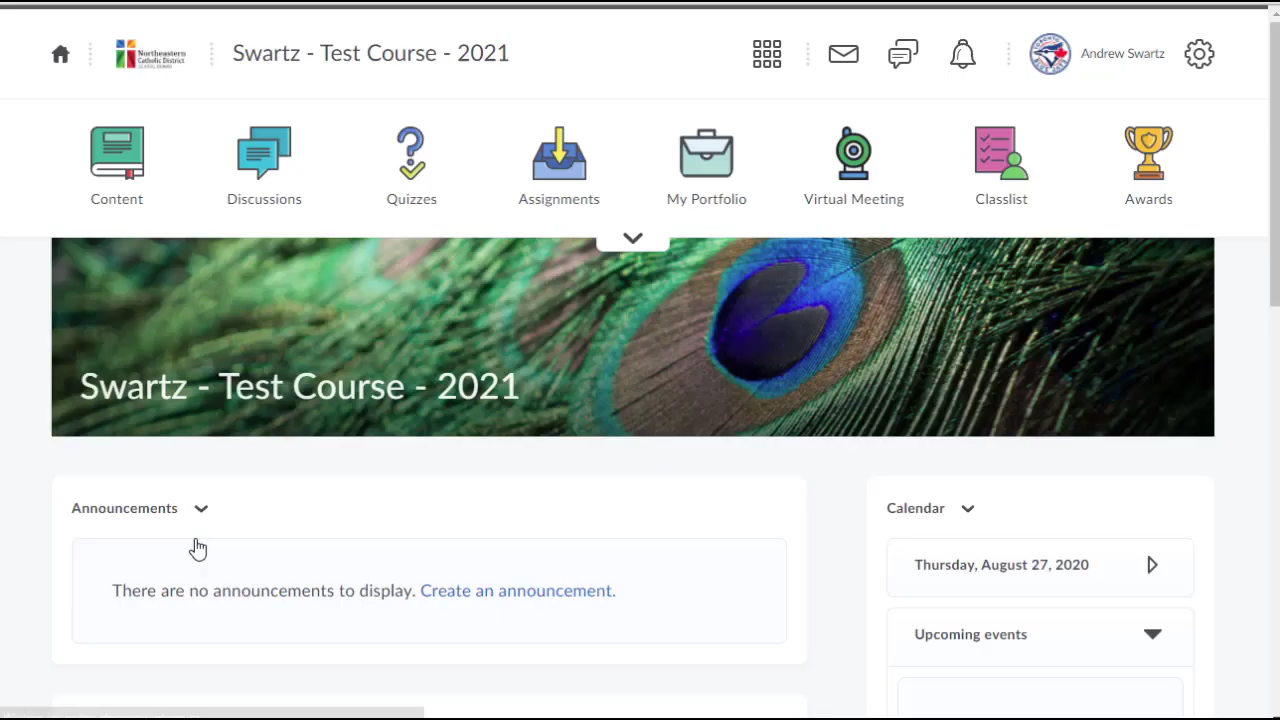 Northeastern
Catholic District
Swartz - Test Course - 2021
Andrew Swartz
Content
Discussions
Quizzes
Assignments
My Portfolio
Virtual Meeting
Classlist
Awards
Swartz - Test Course - 2021
Announcements
Calendar
There are no announcements to display. Create an announcement.
Thursday, August 27, 2020
Upcoming events